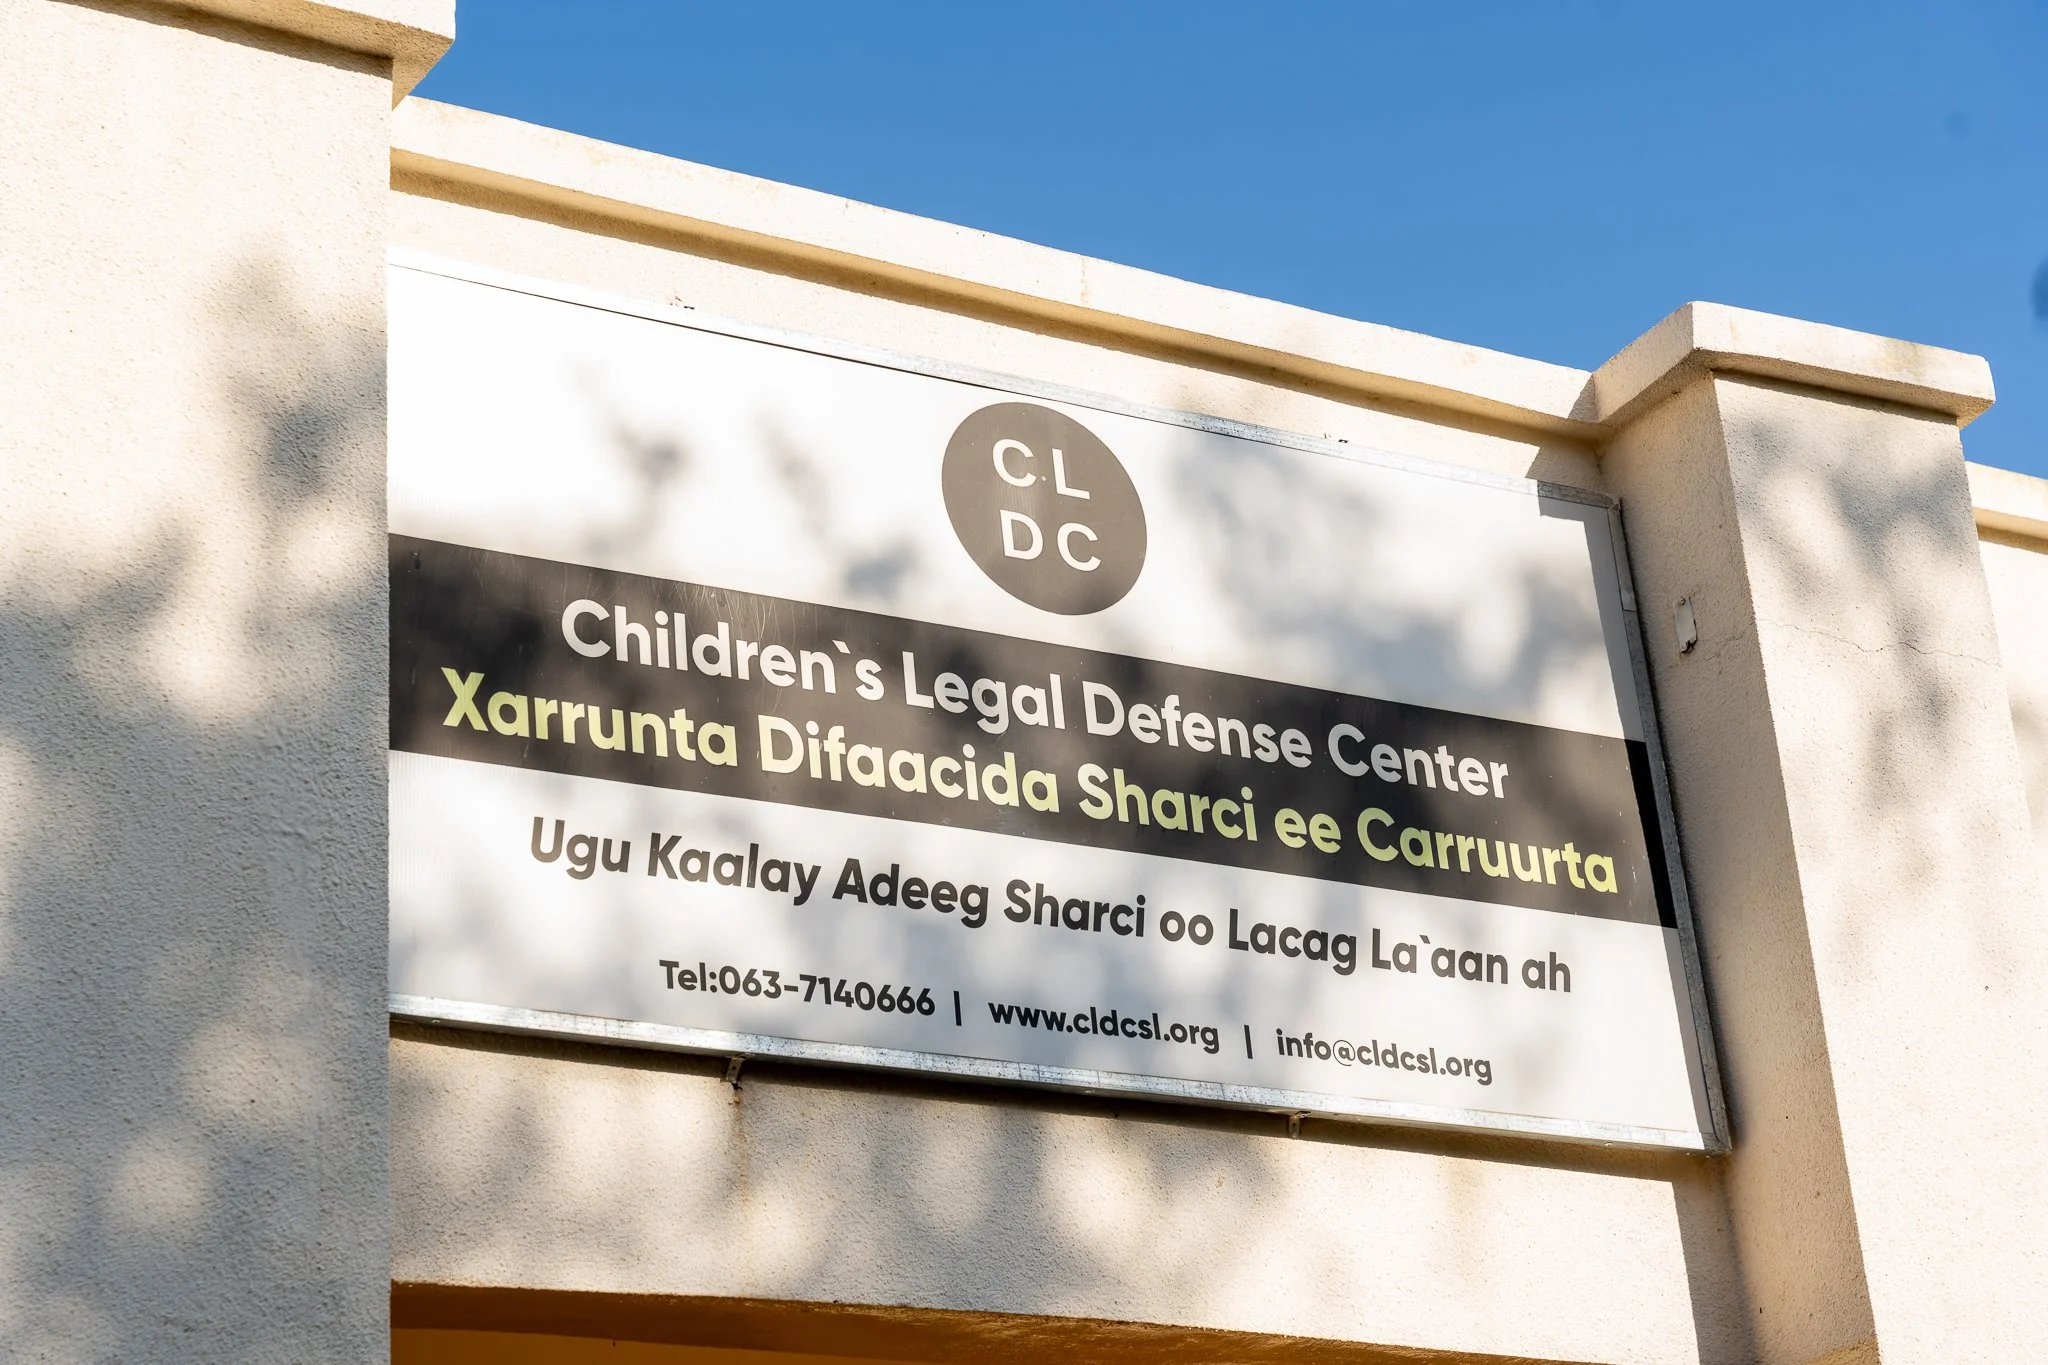 C.L
DC
Children`s Legal Defense Center
Xarrunta Difaacida Sharci ee Carruurta
Ugu Kaalay Adeeg Sharci oo Lacag La`aan ah
Tel:063-7140666 | www.cldcsl.org | info@cldcsl.org